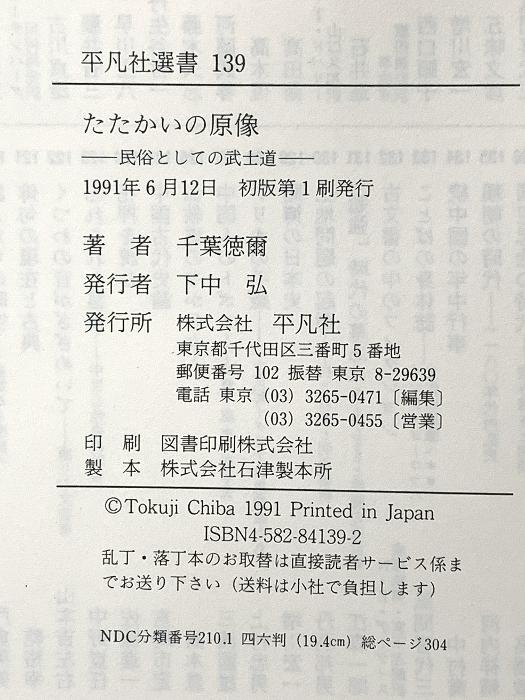 平凡社選書 139
たたかいの原像
――民俗としての武士道――
1991年6月12日 初版第1刷発行
著 者 千葉徳爾
発行者 下中 弘
発行所 株式会社 平凡社
東京都千代田区三番町5番地
郵便番号 102 振替 東京 8-29639
電話 東京 (03) 3265-0471〔編集〕
(03) 3265-0455〔営業〕
印 刷 図書印刷株式会社
製 本 株式会社石津製本所
©Tokuji Chiba 1991 Printed in Japan
ISBN4-582-84139-2
乱丁・落丁本のお取替は直接読者サービス係ま
でお送り下さい(送料は小社で負担します)
NDC分類番号210.1 四六判 (19.4cm) 総ページ304